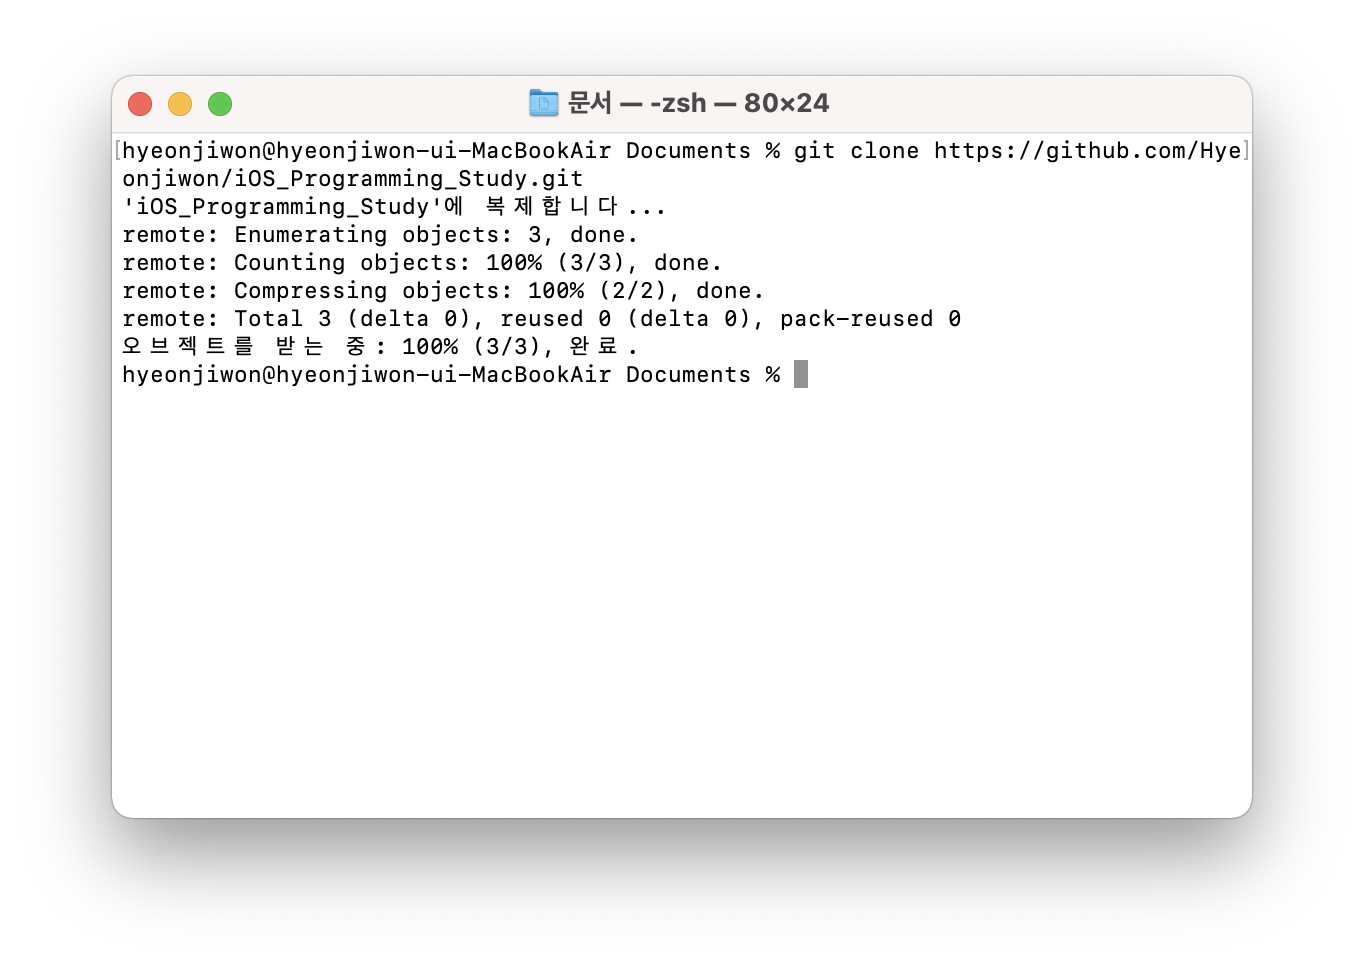 문서 — -zsh — 80×24
hyeonjiwon@hyeonjiwon-ui-MacBookAir Documents % git clone https://github.com/Hye
onjiwon/iOS_Programming_Study.git
'iOS_Programming_Study'에 복제합니다...
remote: Enumerating objects: 3, done.
remote: Counting objects: 100% (3/3), done.
remote: Compressing objects: 100% (2/2), done.
remote: Total 3 (delta 0), reused 0 (delta 0), pack-reused 0
오브젝트를 받는 중: 100% (3/3), 완료.
hyeonjiwon@hyeonjiwon-ui-MacBookAir Documents %